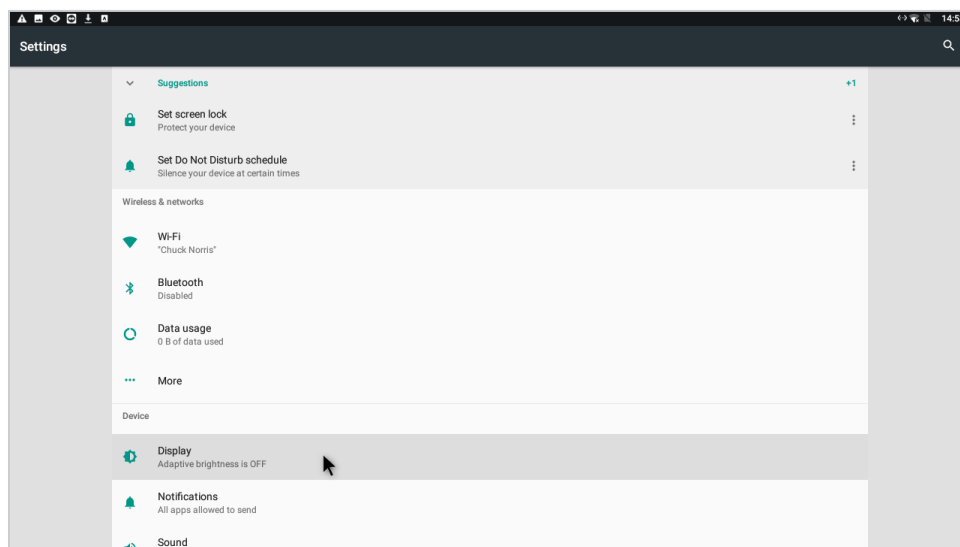 14:5
Settings
Suggestions +1
Set screen lock
Protect your device
Set Do Not Disturb schedule
Silence your device at certain times
Wireless & networks
Wi-Fi
"Chuck Norris"
Bluetooth
Disabled
Data usage
0 B of data used
More
Device
Display
Adaptive brightness is OFF
Notifications
All apps allowed to send
Sound